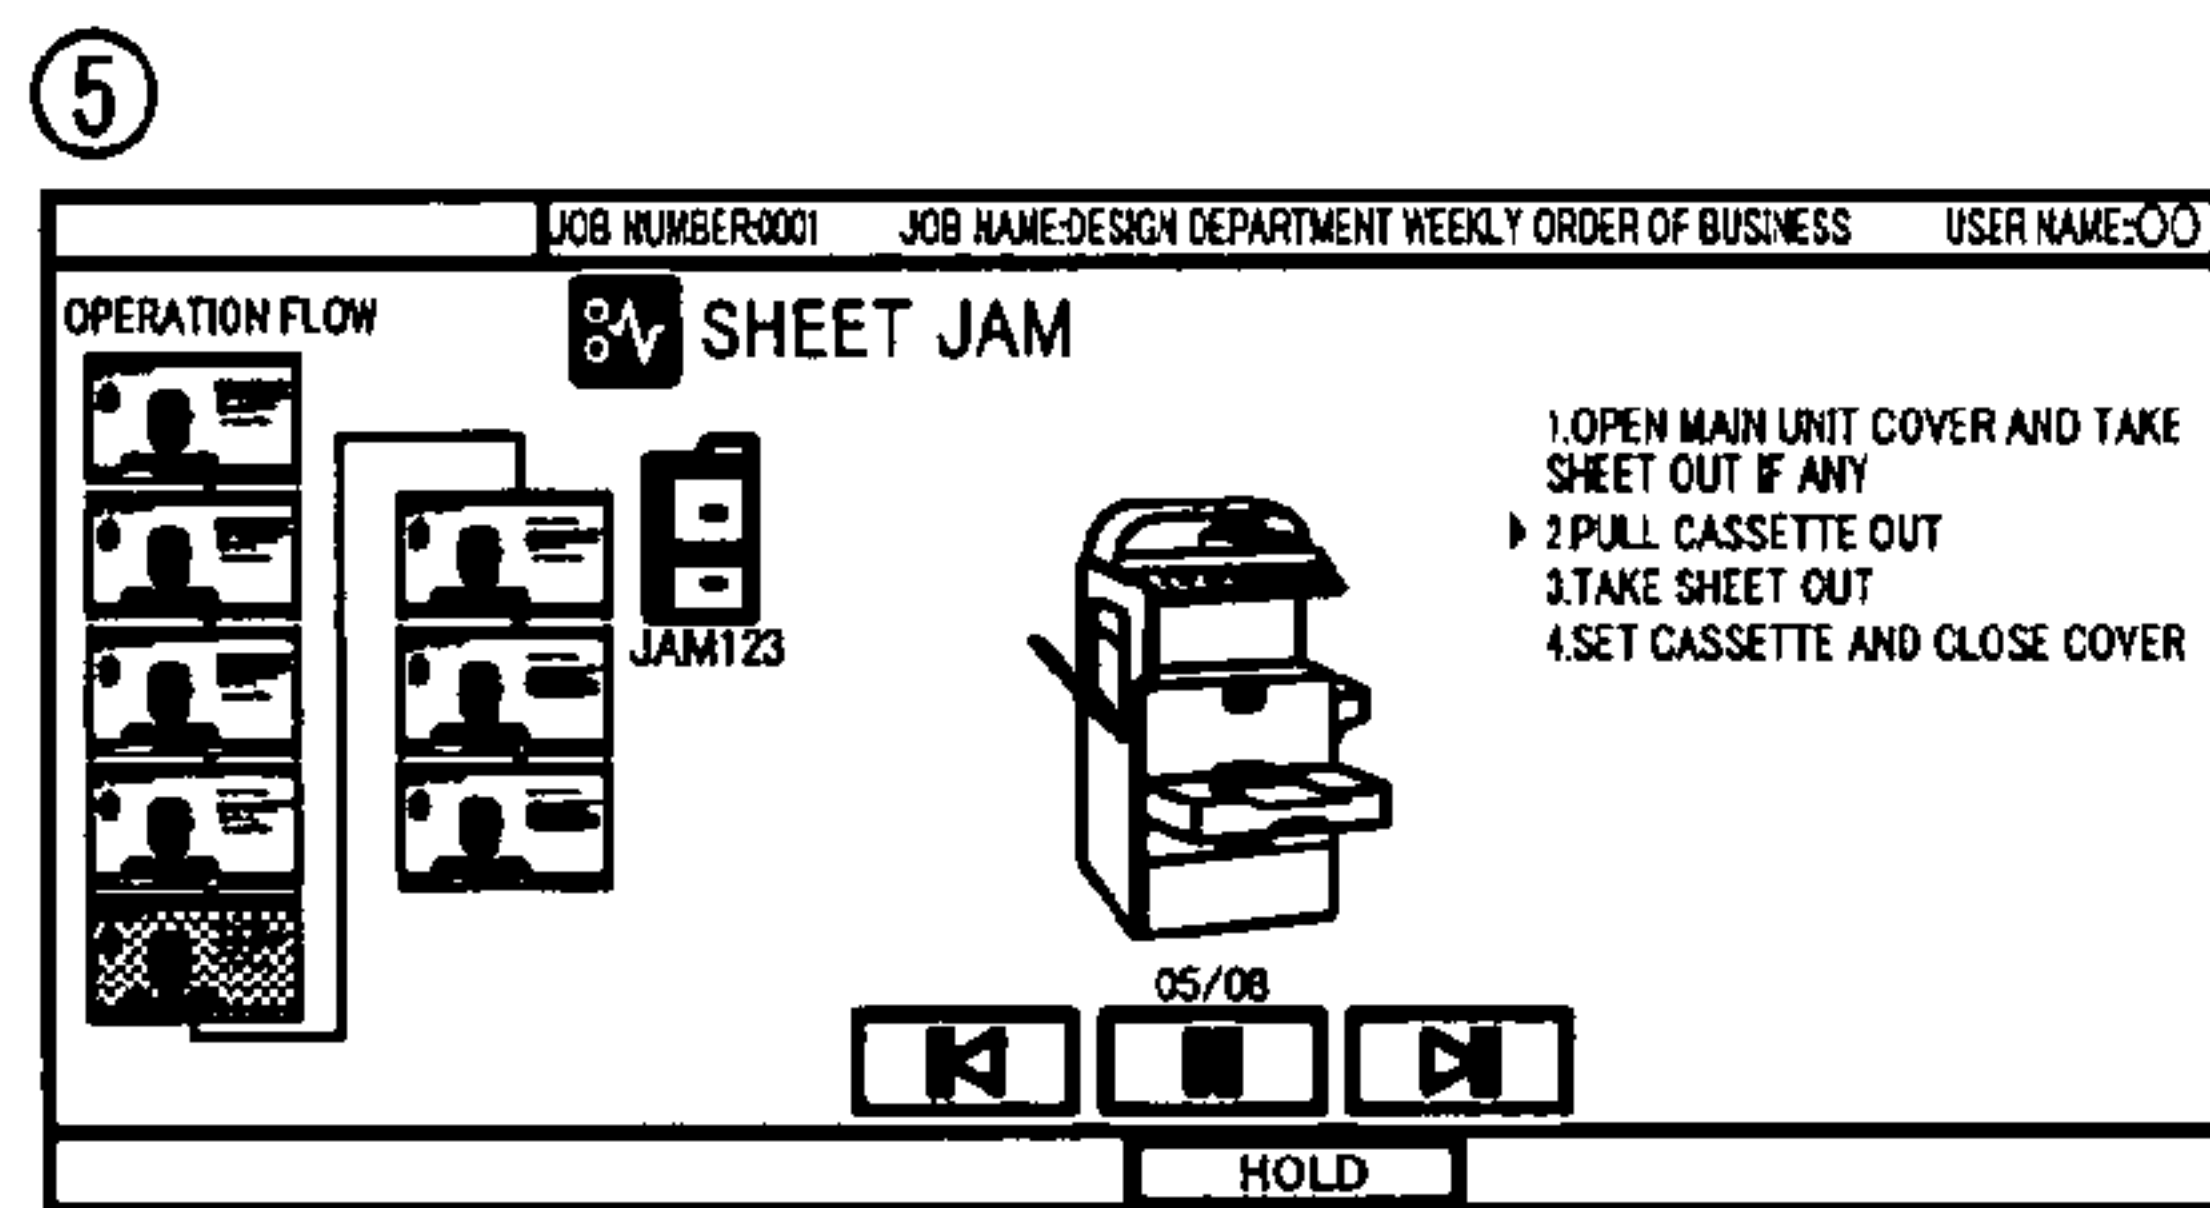 5
JOB NUMBER:0001 JOB NAME:DESIGN DEPARTMENT WEEKLY ORDER OF BUSINESS USER NAME:○○
OPERATION FLOW
SHEET JAM
JAM123
1.OPEN MAIN UNIT COVER AND TAKE
SHEET OUT IF ANY
2.PULL CASSETTE OUT
3.TAKE SHEET OUT
4.SET CASSETTE AND CLOSE COVER
05/08
HOLD